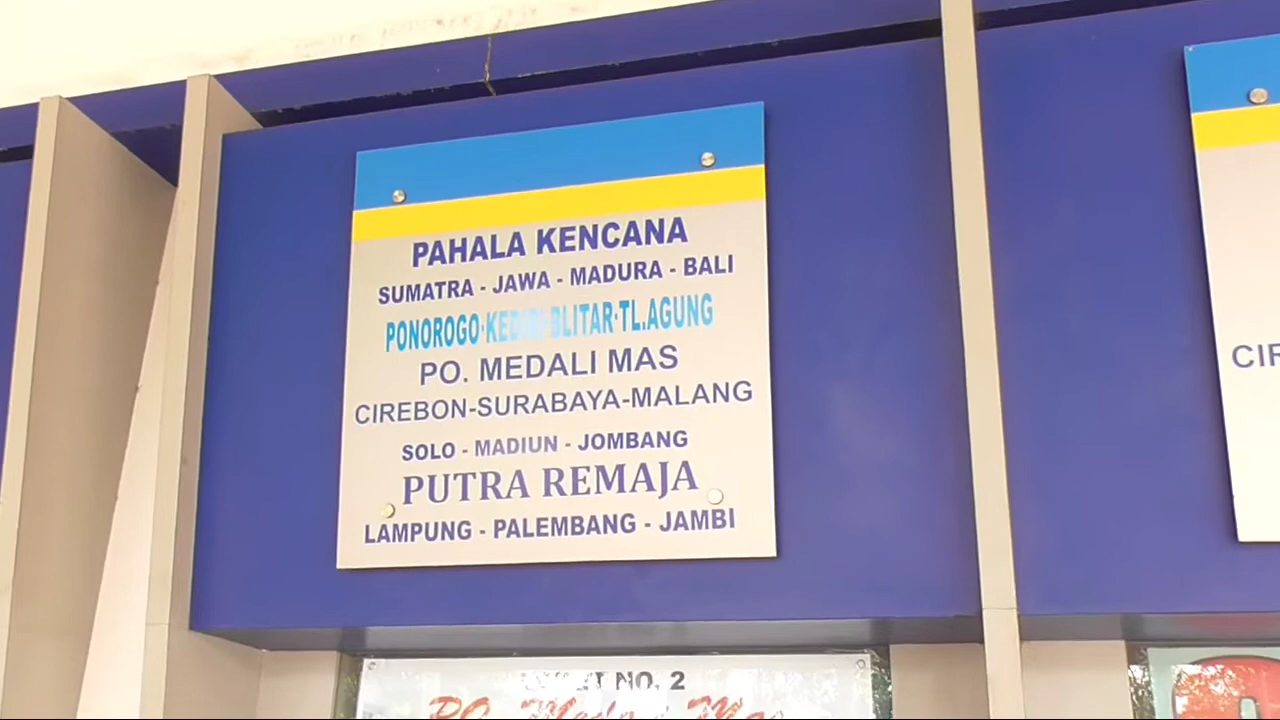 PAHALA KENCANA
SUMATRA - JAWA - MADURA - BALI
PONOROGO·KEDIRI·BLITAR·TL.AGUNG
PO. MEDALI MAS
CIREBON-SURABAYA-MALANG
SOLO - MADIUN - JOMBANG
PUTRA REMAJA
LAMPUNG - PALEMBANG - JAMBI
NO. 2
PO.